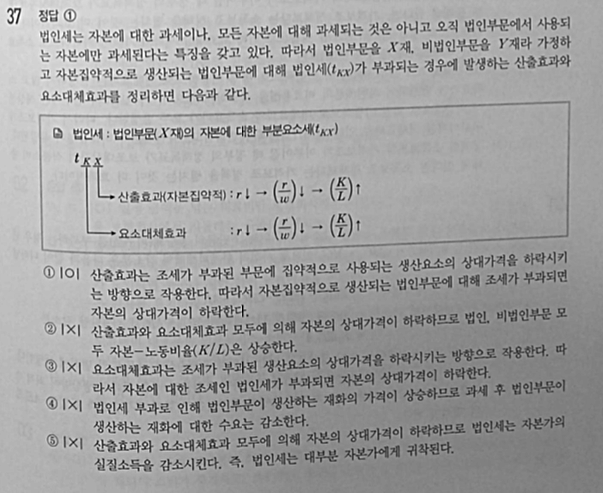 37 정답 ①
법인세는 자본에 대한 과세이나, 모든 자본에 대해 과세되는 것은 아니고 오직 법인부문에서 사용되
는 자본에만 과세된다는 특징을 갖고 있다. 따라서 법인부문을 X재, 비법인부문을 Y재라 가정하
고 자본집약적으로 생산되는 법인부문에 대해 법인세(t_{KX})가 부과되는 경우에 발생하는 산출효과와
요소대체효과를 정리하면 다음과 같다.
법인세 : 법인부문(X재)의 자본에 대한 부분요소세(t_{KX})
t_{KX}
산출효과(자본집약적) : r↓ → (r/w)↓ → (K/L)↑
요소대체효과 : r↓ → (r/w)↓ → (K/L)↑
① |○| 산출효과는 조세가 부과된 부문에 집약적으로 사용되는 생산요소의 상대가격을 하락시키
는 방향으로 작용한다. 따라서 자본집약적으로 생산되는 법인부문에 대해 조세가 부과되면
자본의 상대가격이 하락한다.
② |×| 산출효과와 요소대체효과 모두에 의해 자본의 상대가격이 하락하므로 법인, 비법인부문 모
두 자본-노동비율(K/L)은 상승한다.
③ |×| 요소대체효과는 조세가 부과된 생산요소의 상대가격을 하락시키는 방향으로 작용한다. 따
라서 자본에 대한 조세인 법인세가 부과되면 자본의 상대가격이 하락한다.
④ |×| 법인세 부과로 인해 법인부문이 생산하는 재화의 가격이 상승하므로 과세 후 법인부문이
생산하는 재화에 대한 수요는 감소한다.
⑤ |×| 산출효과와 요소대체효과 모두에 의해 자본의 상대가격이 하락하므로 법인세는 자본가의
실질소득을 감소시킨다. 즉, 법인세는 대부분 자본가에게 귀착된다.